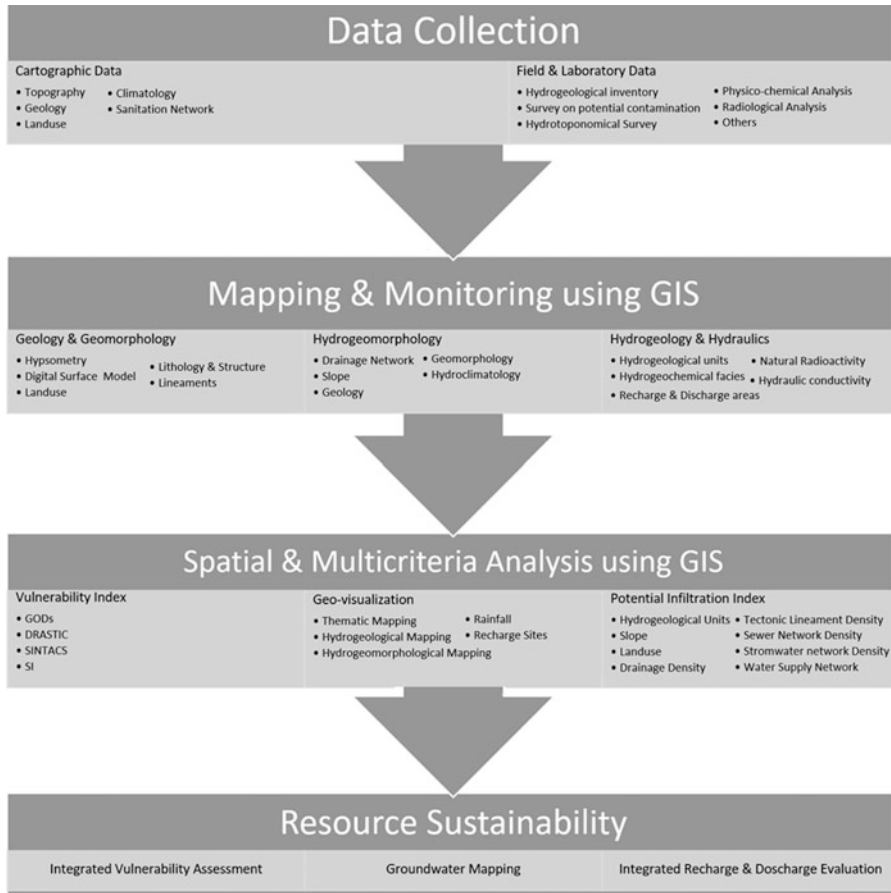 Data Collection
Cartographic Data
• Topography
• Geology
• Landuse
• Climatology
• Sanitation Network
Field & Laboratory Data
• Hydrogeological inventory
• Survey on potential contamination
• Hydrotoponomical Survey
• Physico-chemical Analysis
• Radiological Analysis
• Others
Mapping & Monitoring using GIS
Geology & Geomorphology
• Hypsometry
• Digital Surface Model
• Landuse
• Lithology & Structure
• Lineaments
Hydrogeomorphology
• Drainage Network
• Slope
• Geology
• Geomorphology
• Hydroclimatology
Hydrogeology & Hydraulics
• Hydrogeological units
• Hydrogeochemical facies
• Recharge & Discharge areas
• Natural Radioactivity
• Hydraulic conductivity
Spatial & Multicriteria Analysis using GIS
Vulnerability Index
• GODs
• DRASTIC
• SINTACS
• SI
Geo-visualization
• Thematic Mapping
• Hydrogeological Mapping
• Hydrogeomorphological Mapping
• Rainfall
• Recharge Sites
Potential Infiltration Index
• Hydrogeological Units
• Slope
• Landuse
• Drainage Density
• Tectonic Lineament Density
• Sewer Network Density
• Stromwater network Density
• Water Supply Network
Resource Sustainability
Integrated Vulnerability Assessment
Groundwater Mapping
Integrated Recharge & Doscharge Evaluation